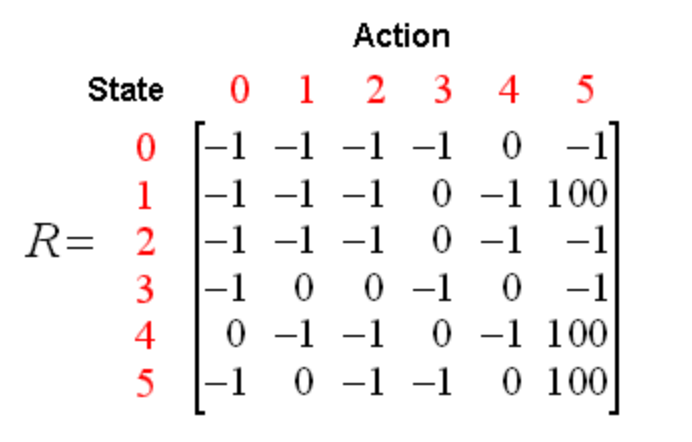 Action
State 0 1 2 3 4 5
0 −1 −1 −1 −1 0 −1
1 −1 −1 −1 0 −1 100
R= 2 −1 −1 −1 0 −1 −1
3 −1 0 0 −1 0 −1
4 0 −1 −1 0 −1 100
5 −1 0 −1 −1 0 100